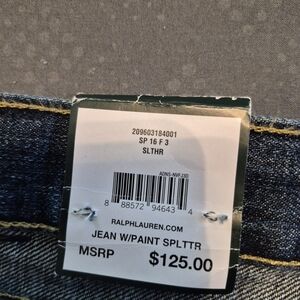 209603184001
SP 16 F 3
SLTHR
8 88572 94643 4
RALPHLAUREN.COM
JEAN W/PAINT SPLTTR
MSRP $125.00